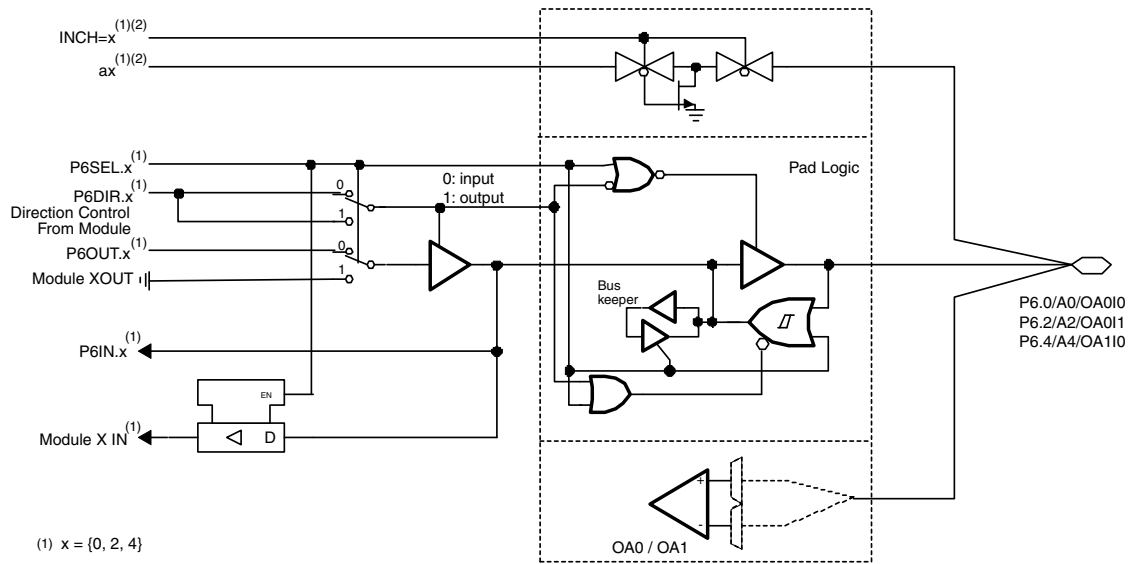 INCH=x(1)(2)
ax(1)(2)
P6SEL.x(1)
P6DIR.x(1)
Direction Control
From Module
P6OUT.x(1)
Module XOUT
P6IN.x(1)
Module X IN(1)
0
1
0
1
0: input
1: output
EN
D
Pad Logic
Bus
keeper
+
-
OA0 / OA1
P6.0/A0/OA0I0
P6.2/A2/OA0I1
P6.4/A4/OA1I0
(1) x = {0, 2, 4}